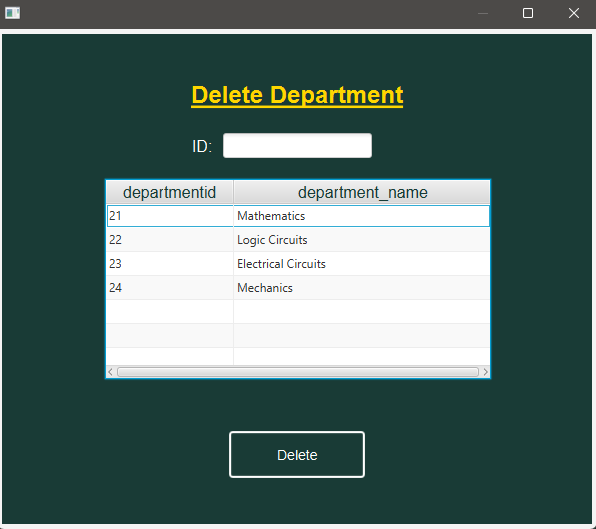 Delete Department
ID:
departmentid department_name
21 Mathematics
22 Logic Circuits
23 Electrical Circuits
24 Mechanics
Delete